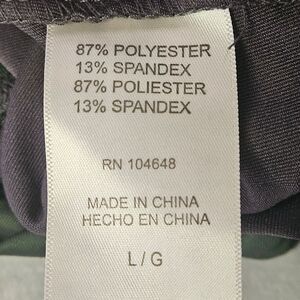 87% POLYESTER
13% SPANDEX
87% POLIESTER
13% SPANDEX
RN 104648
MADE IN CHINA
HECHO EN CHINA
L / G